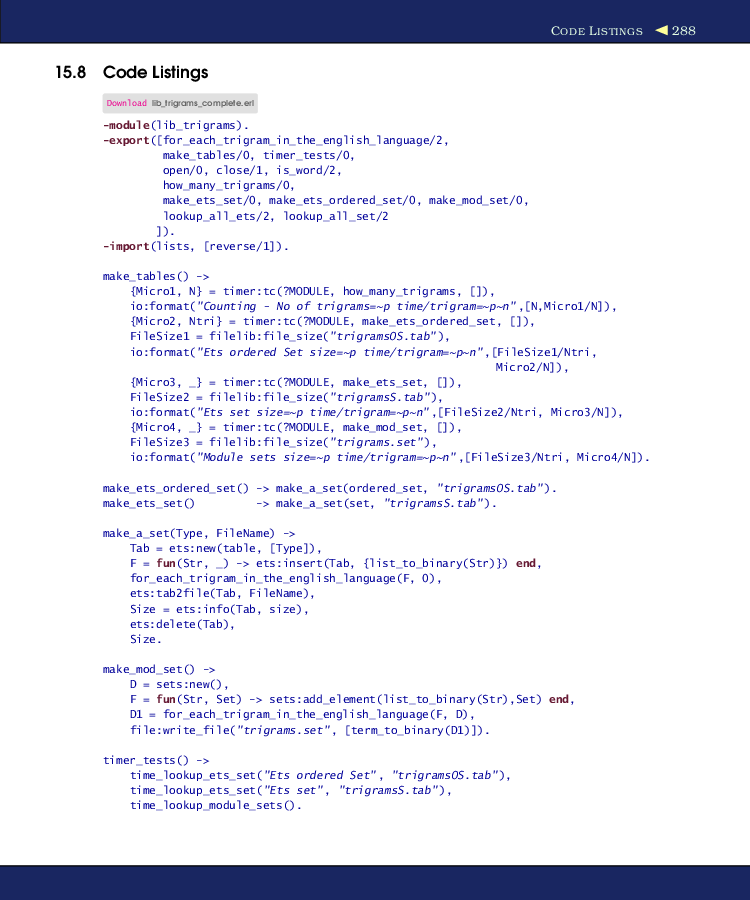 CODE LISTINGS ◀ 288
15.8 Code Listings
Download lib_trigrams_complete.erl
-module(lib_trigrams).
-export([for_each_trigram_in_the_english_language/2,
         make_tables/0, timer_tests/0,
         open/0, close/1, is_word/2,
         how_many_trigrams/0,
         make_ets_set/0, make_ets_ordered_set/0, make_mod_set/0,
         lookup_all_ets/2, lookup_all_set/2
        ]).
-import(lists, [reverse/1]).

make_tables() ->
    {Micro1, N} = timer:tc(?MODULE, how_many_trigrams, []),
    io:format("Counting - No of trigrams=~p time/trigram=~p~n",[N,Micro1/N]),
    {Micro2, Ntri} = timer:tc(?MODULE, make_ets_ordered_set, []),
    FileSize1 = filelib:file_size("trigramsOS.tab"),
    io:format("Ets ordered Set size=~p time/trigram=~p~n",[FileSize1/Ntri,
                                                          Micro2/N]),
    {Micro3, _} = timer:tc(?MODULE, make_ets_set, []),
    FileSize2 = filelib:file_size("trigramsS.tab"),
    io:format("Ets set size=~p time/trigram=~p~n",[FileSize2/Ntri, Micro3/N]),
    {Micro4, _} = timer:tc(?MODULE, make_mod_set, []),
    FileSize3 = filelib:file_size("trigrams.set"),
    io:format("Module sets size=~p time/trigram=~p~n",[FileSize3/Ntri, Micro4/N]).

make_ets_ordered_set() -> make_a_set(ordered_set, "trigramsOS.tab").
make_ets_set()         -> make_a_set(set, "trigramsS.tab").

make_a_set(Type, FileName) ->
    Tab = ets:new(table, [Type]),
    F = fun(Str, _) -> ets:insert(Tab, {list_to_binary(Str)}) end,
    for_each_trigram_in_the_english_language(F, 0),
    ets:tab2file(Tab, FileName),
    Size = ets:info(Tab, size),
    ets:delete(Tab),
    Size.

make_mod_set() ->
    D = sets:new(),
    F = fun(Str, Set) -> sets:add_element(list_to_binary(Str),Set) end,
    D1 = for_each_trigram_in_the_english_language(F, D),
    file:write_file("trigrams.set", [term_to_binary(D1)]).

timer_tests() ->
    time_lookup_ets_set("Ets ordered Set", "trigramsOS.tab"),
    time_lookup_ets_set("Ets set", "trigramsS.tab"),
    time_lookup_module_sets().